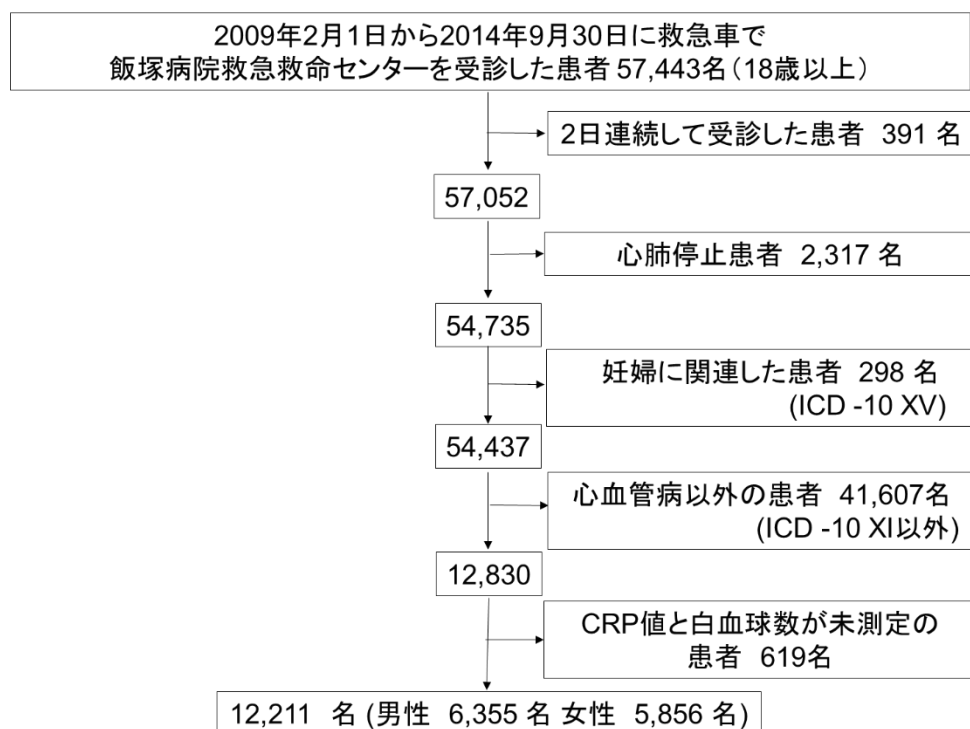 2009年2月1日から2014年9月30日に救急車で
飯塚病院救急救命センターを受診した患者 57,443名（18歳以上）
2日連続して受診した患者 391 名
57,052
心肺停止患者 2,317 名
54,735
妊婦に関連した患者 298 名
(ICD -10 XV)
54,437
心血管病以外の患者 41,607名
(ICD -10 XI以外)
12,830
CRP値と白血球数が未測定の
患者 619名
12,211 名 (男性 6,355 名 女性 5,856 名)